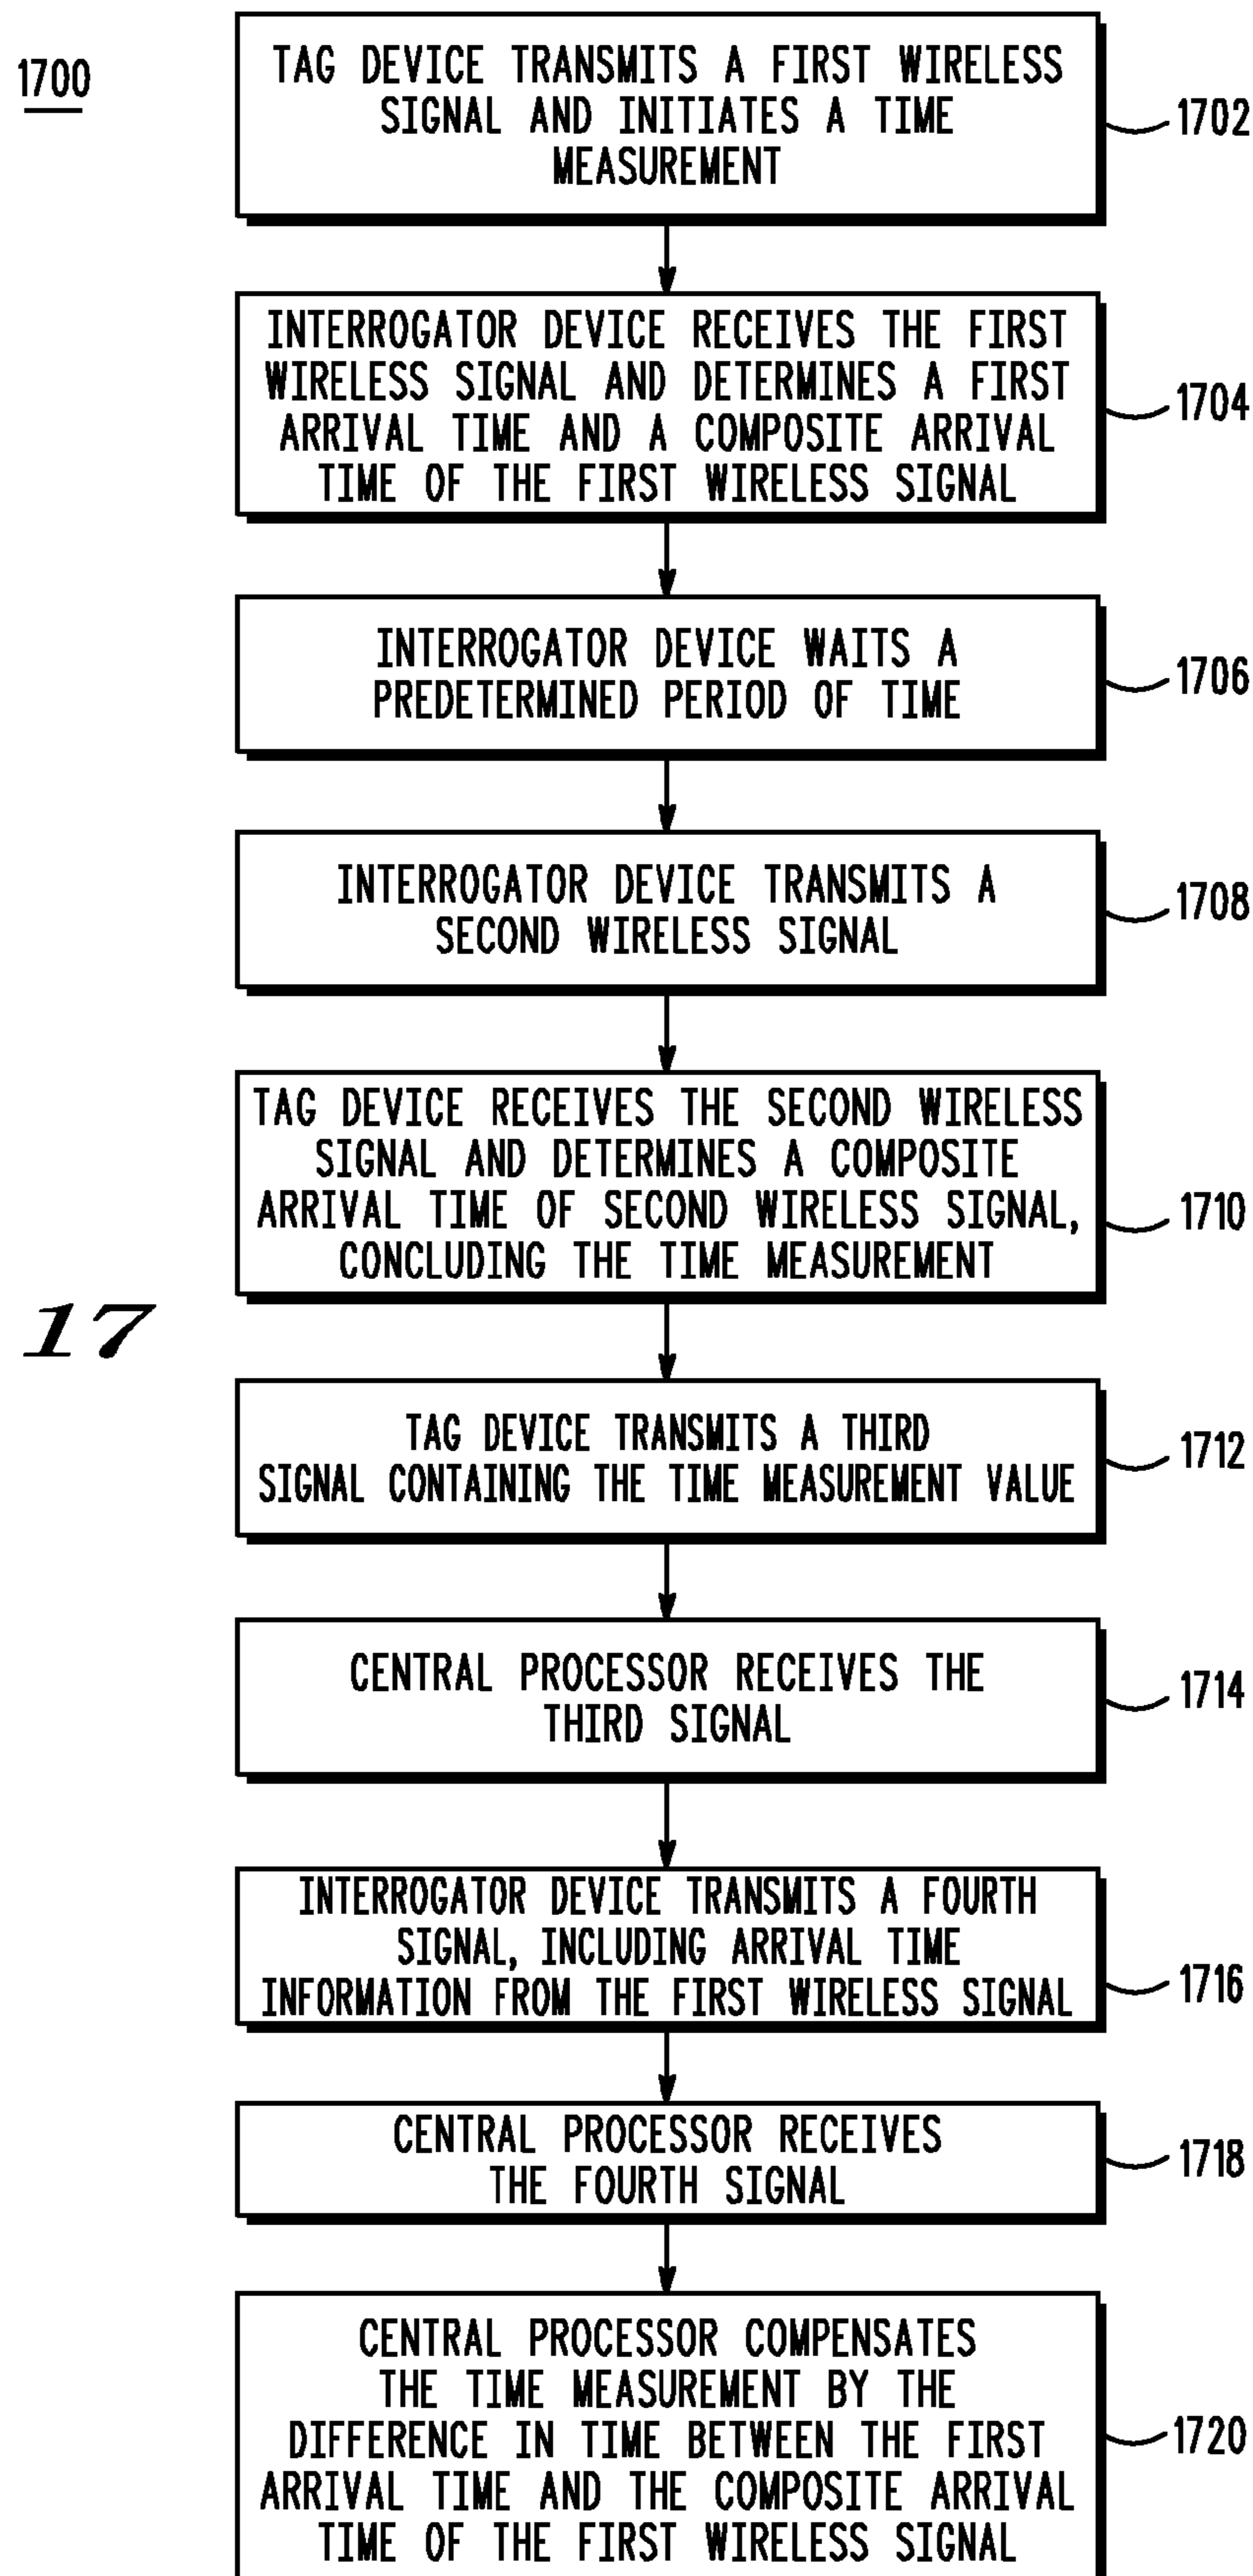 1700
TAG DEVICE TRANSMITS A FIRST WIRELESS
SIGNAL AND INITIATES A TIME
MEASUREMENT
1702
INTERROGATOR DEVICE RECEIVES THE FIRST
WIRELESS SIGNAL AND DETERMINES A FIRST
ARRIVAL TIME AND A COMPOSITE ARRIVAL
TIME OF THE FIRST WIRELESS SIGNAL
1704
INTERROGATOR DEVICE WAITS A
PREDETERMINED PERIOD OF TIME
1706
INTERROGATOR DEVICE TRANSMITS A
SECOND WIRELESS SIGNAL
1708
TAG DEVICE RECEIVES THE SECOND WIRELESS
SIGNAL AND DETERMINES A COMPOSITE
ARRIVAL TIME OF SECOND WIRELESS SIGNAL,
CONCLUDING THE TIME MEASUREMENT
1710
17
TAG DEVICE TRANSMITS A THIRD
SIGNAL CONTAINING THE TIME MEASUREMENT VALUE
1712
CENTRAL PROCESSOR RECEIVES THE
THIRD SIGNAL
1714
INTERROGATOR DEVICE TRANSMITS A FOURTH
SIGNAL, INCLUDING ARRIVAL TIME
INFORMATION FROM THE FIRST WIRELESS SIGNAL
1716
CENTRAL PROCESSOR RECEIVES
THE FOURTH SIGNAL
1718
CENTRAL PROCESSOR COMPENSATES
THE TIME MEASUREMENT BY THE
DIFFERENCE IN TIME BETWEEN THE FIRST
ARRIVAL TIME AND THE COMPOSITE ARRIVAL
TIME OF THE FIRST WIRELESS SIGNAL
1720